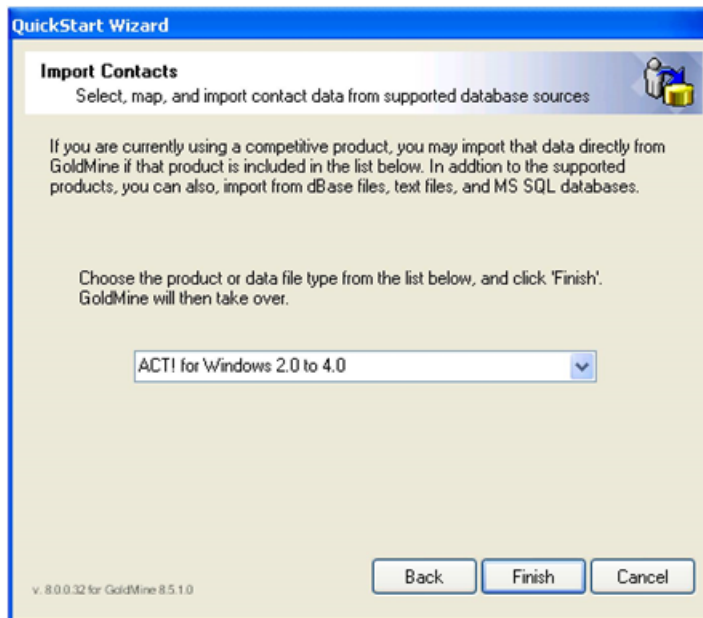 QuickStart Wizard
Import Contacts
Select, map, and import contact data from supported database sources
If you are currently using a competitive product, you may import that data directly from
GoldMine if that product is included in the list below. In addtion to the supported
products, you can also, import from dBase files, text files, and MS SQL databases.
Choose the product or data file type from the list below, and click 'Finish'.
GoldMine will then take over.
ACT! for Windows 2.0 to 4.0
Back
Finish
Cancel
v. 8.0.0.32 for GoldMine 8.5.1.0